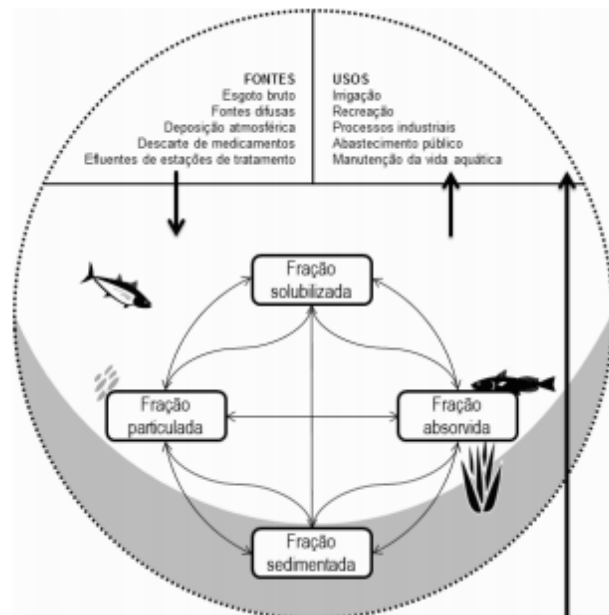 FONTES
Esgoto bruto
Fontes difusas
Deposição atmosférica
Descarte de medicamentos
Efluentes de estações de tratamento
USOS
Irrigação
Recreação
Processos industriais
Abastecimento público
Manutenção da vida aquática
Fração
solubilizada
Fração
particulada
Fração
absorvida
Fração
sedimentada